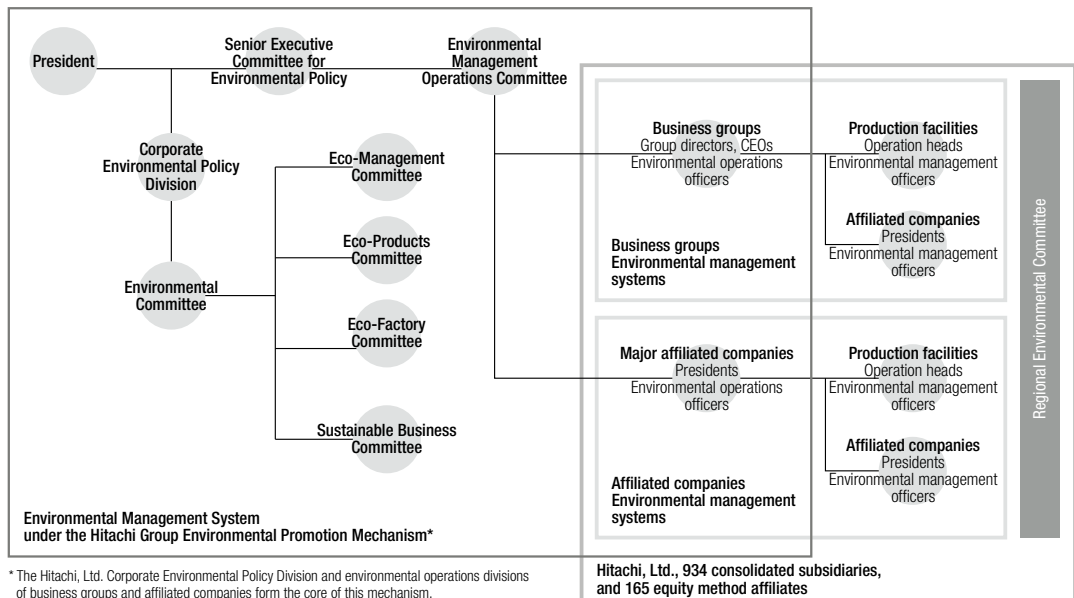 President
Senior Executive
Committee for
Environmental Policy
Environmental
Management
Operations Committee
Corporate
Environmental Policy
Division
Environmental
Committee
Eco-Management
Committee
Eco-Products
Committee
Eco-Factory
Committee
Sustainable Business
Committee
Business groups
Group directors, CEOs
Environmental operations
officers
Production facilities
Operation heads
Environmental management
officers
Affiliated companies
Presidents
Environmental management
officers
Business groups
Environmental management
systems
Major affiliated companies
Presidents
Environmental operations
officers
Production facilities
Operation heads
Environmental management
officers
Affiliated companies
Presidents
Environmental management
officers
Affiliated companies
Environmental management
systems
Regional Environmental Committee
Environmental Management System
under the Hitachi Group Environmental Promotion Mechanism*
* The Hitachi, Ltd. Corporate Environmental Policy Division and environmental operations divisions
of business groups and affiliated companies form the core of this mechanism.
Hitachi, Ltd., 934 consolidated subsidiaries,
and 165 equity method affiliates